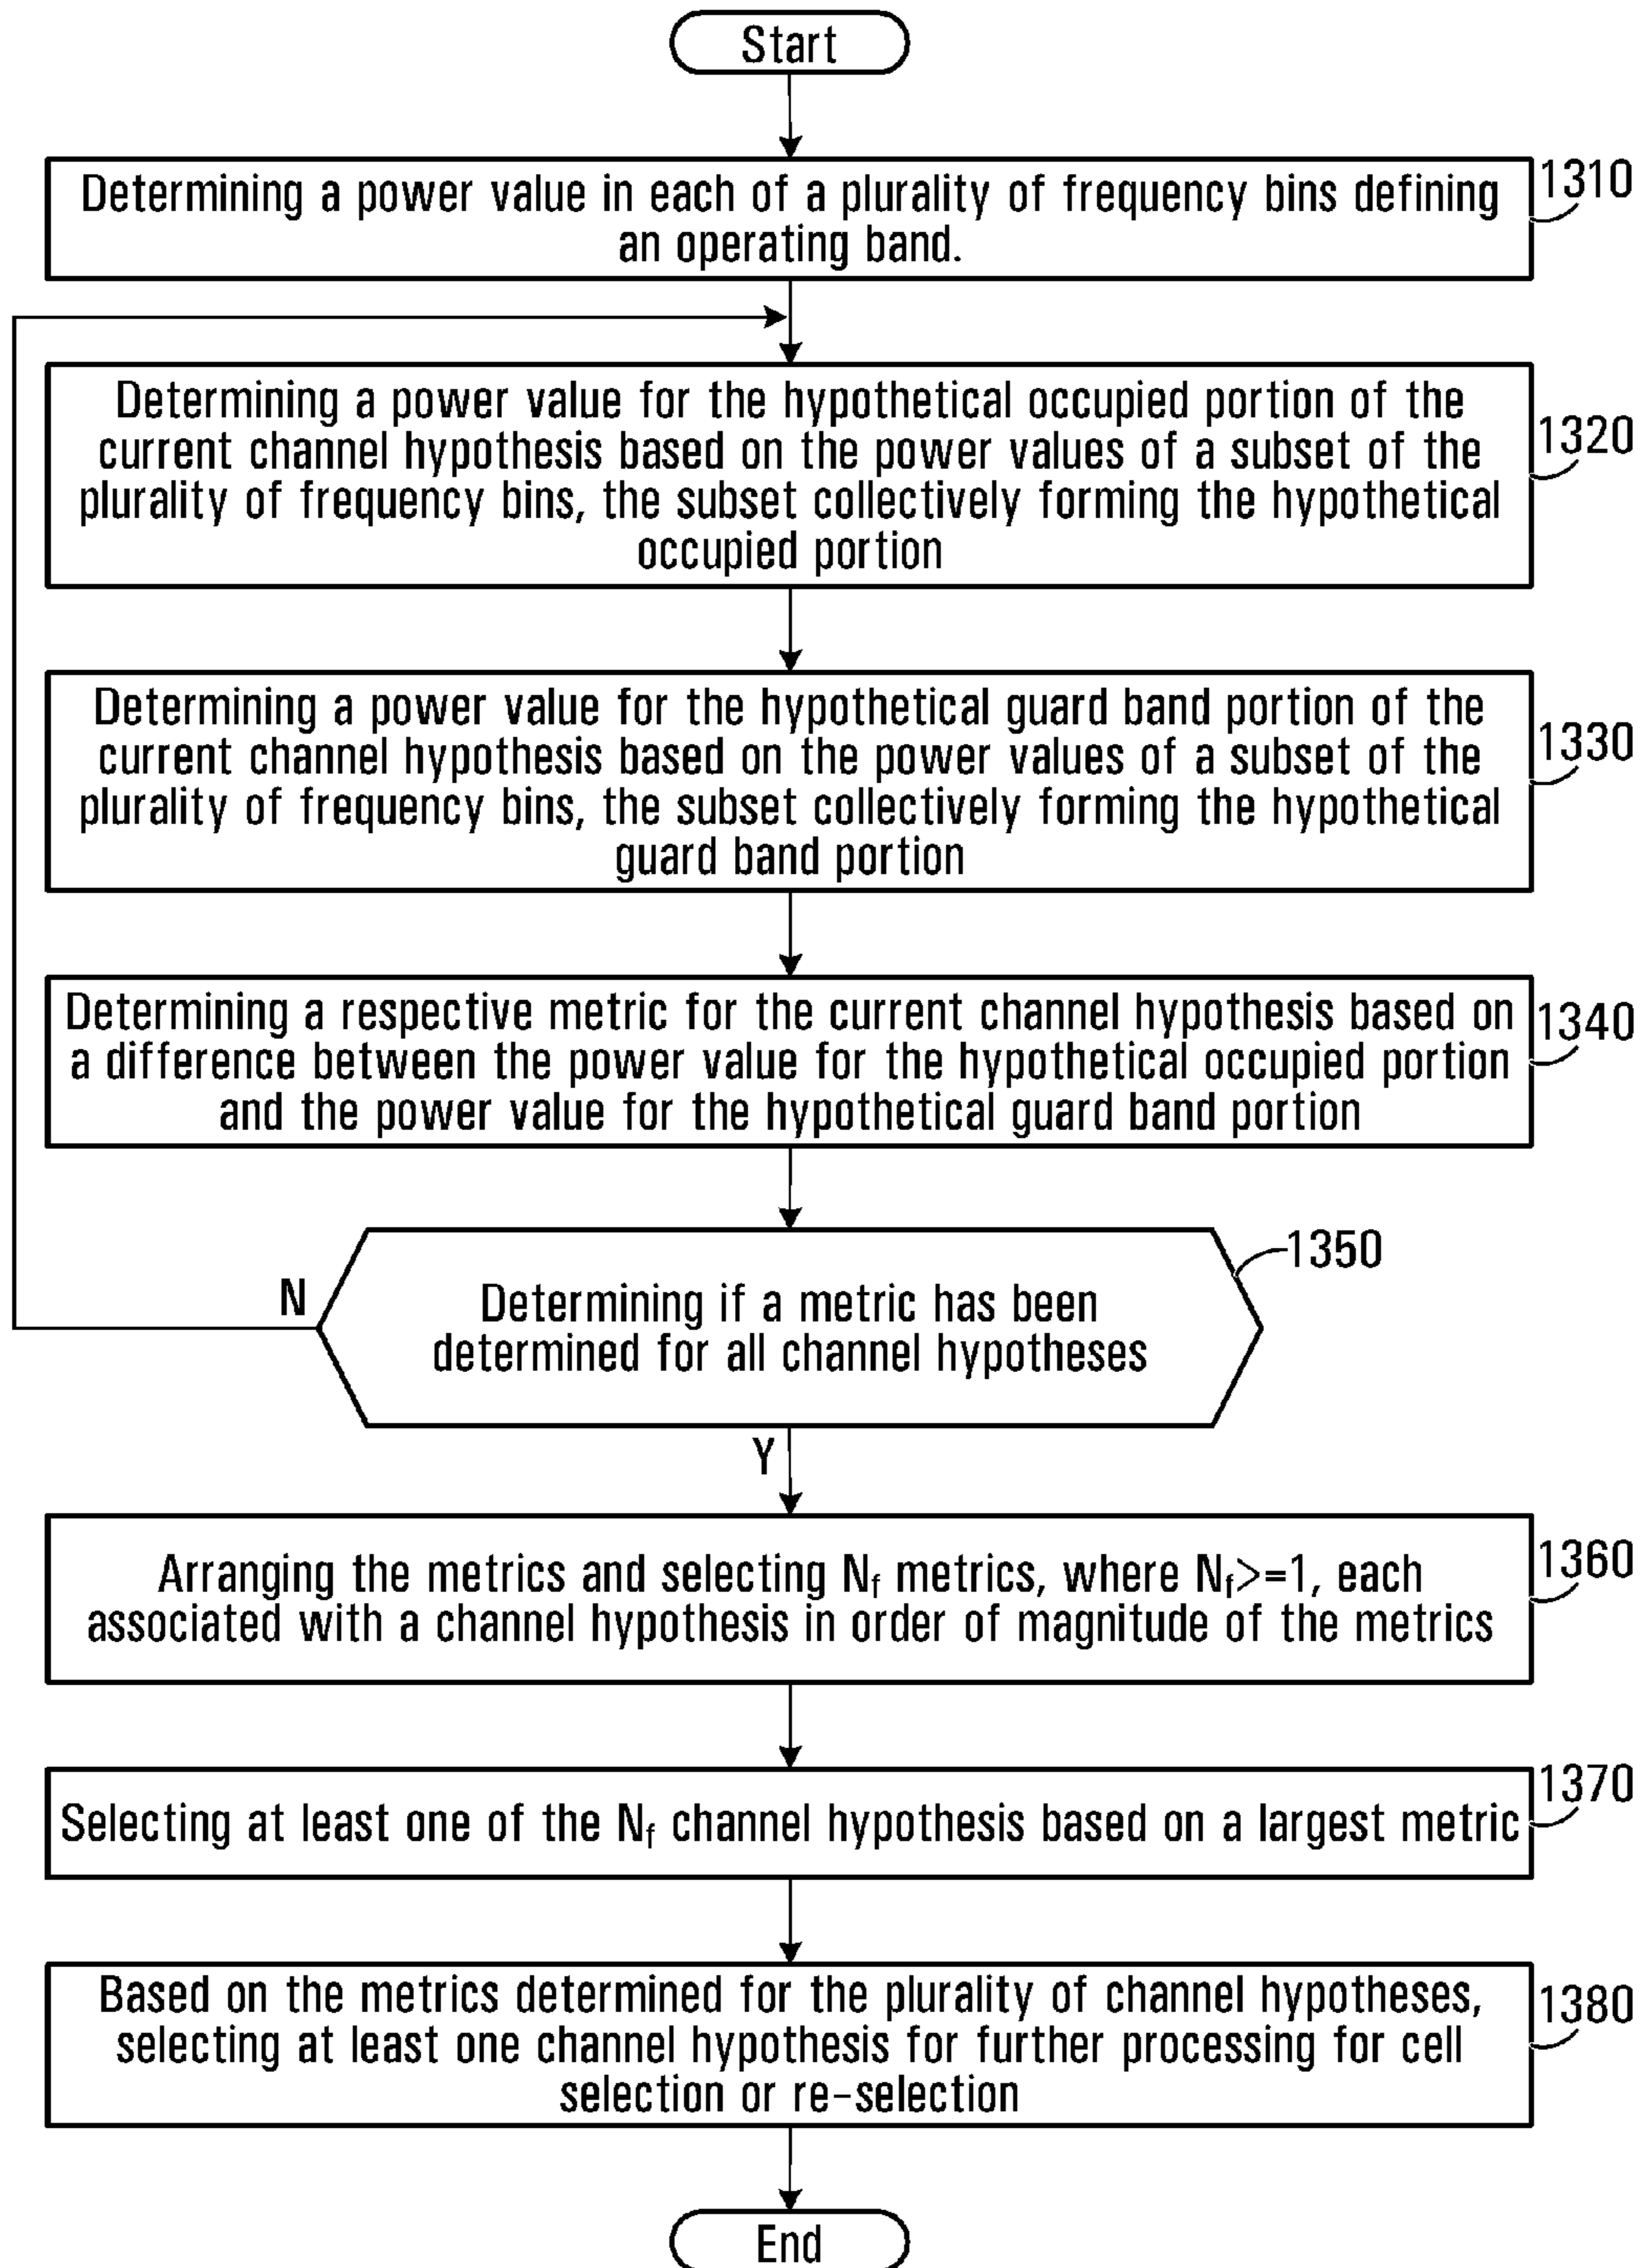 Start
Determining a power value in each of a plurality of frequency bins defining
an operating band.
1310
Determining a power value for the hypothetical occupied portion of the
current channel hypothesis based on the power values of a subset of the
plurality of frequency bins, the subset collectively forming the hypothetical
occupied portion
1320
Determining a power value for the hypothetical guard band portion of the
current channel hypothesis based on the power values of a subset of the
plurality of frequency bins, the subset collectively forming the hypothetical
guard band portion
1330
Determining a respective metric for the current channel hypothesis based on
a difference between the power value for the hypothetical occupied portion
and the power value for the hypothetical guard band portion
1340
1350
N
Determining if a metric has been
determined for all channel hypotheses
Y
Arranging the metrics and selecting Nf metrics, where Nf>=1, each
associated with a channel hypothesis in order of magnitude of the metrics
1360
Selecting at least one of the Nf channel hypothesis based on a largest metric
1370
Based on the metrics determined for the plurality of channel hypotheses,
selecting at least one channel hypothesis for further processing for cell
selection or re-selection
1380
End